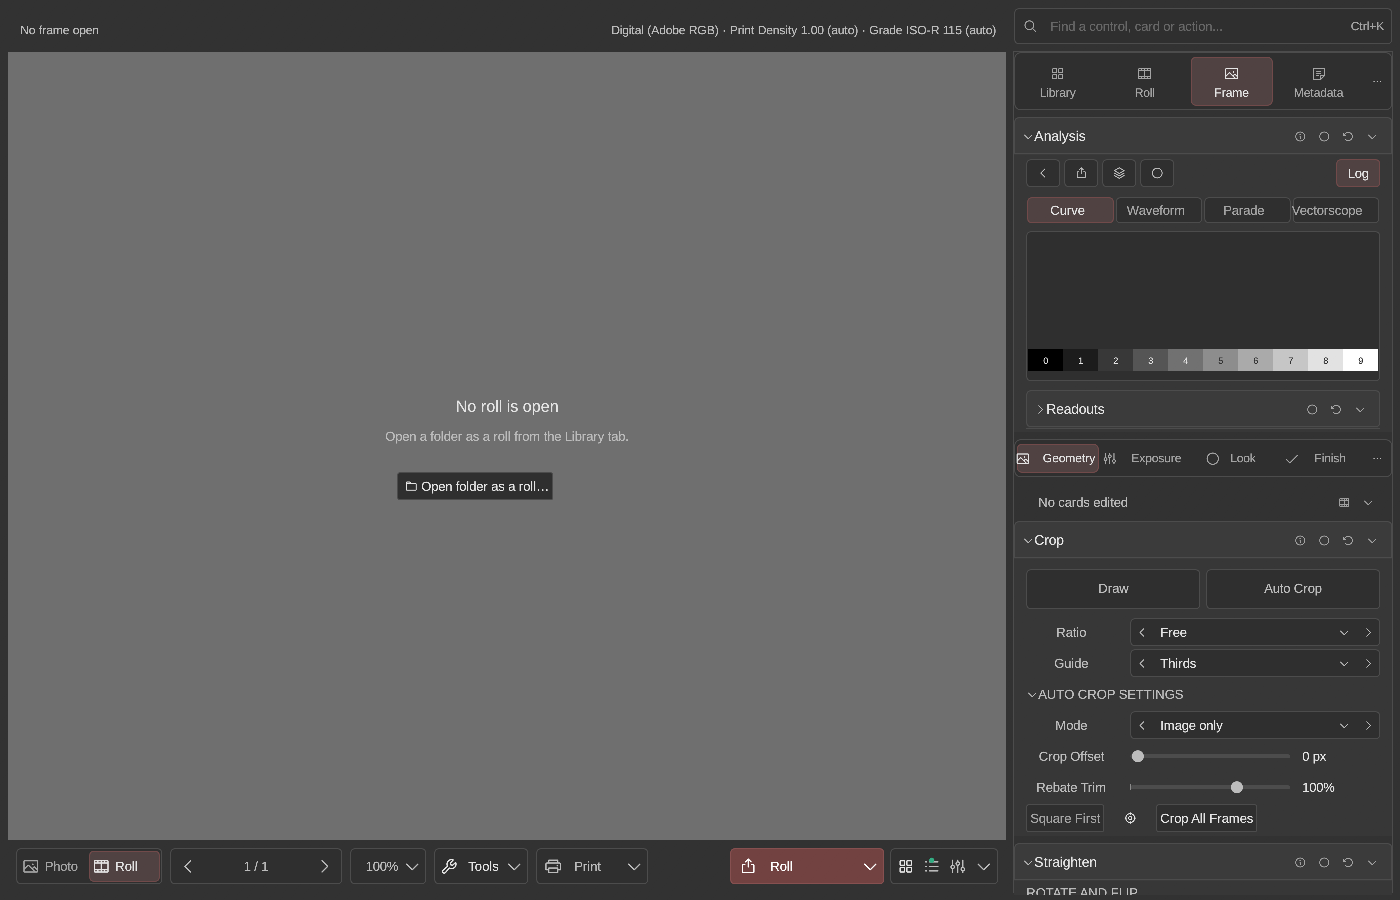 No frame open
Digital (Adobe RGB) · Print Density 1.00 (auto) · Grade ISO-R 115 (auto)
Find a control, card or action...
Ctrl+K
Library
Roll
Frame
Metadata
...
Analysis
Log
Curve
Waveform
Parade
Vectorscope
0 1 2 3 4 5 6 7 8 9
Readouts
Geometry
Exposure
Look
Finish
...
No cards edited
Crop
Draw
Auto Crop
Ratio
Free
Guide
Thirds
AUTO CROP SETTINGS
Mode
Image only
Crop Offset
0 px
Rebate Trim
100%
Square First
Crop All Frames
Straighten
ROTATE AND FLIP
No roll is open
Open a folder as a roll from the Library tab.
Open folder as a roll...
Photo
Roll
1 / 1
100%
Tools
Print
Roll